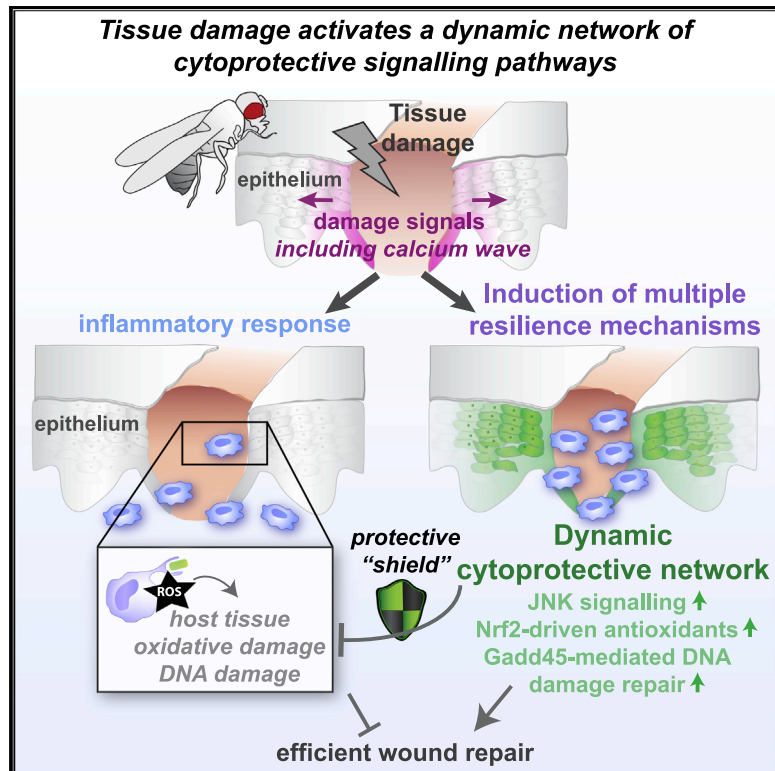 Tissue damage activates a dynamic network of
cytoprotective signalling pathways
Tissue
damage
epithelium
damage signals
including calcium wave
inflammatory response
Induction of multiple
resilience mechanisms
epithelium
protective
“shield”
ROS
host tissue
oxidative damage
DNA damage
Dynamic
cytoprotective network
JNK signalling
Nrf2-driven antioxidants
Gadd45-mediated DNA
damage repair
efficient wound repair